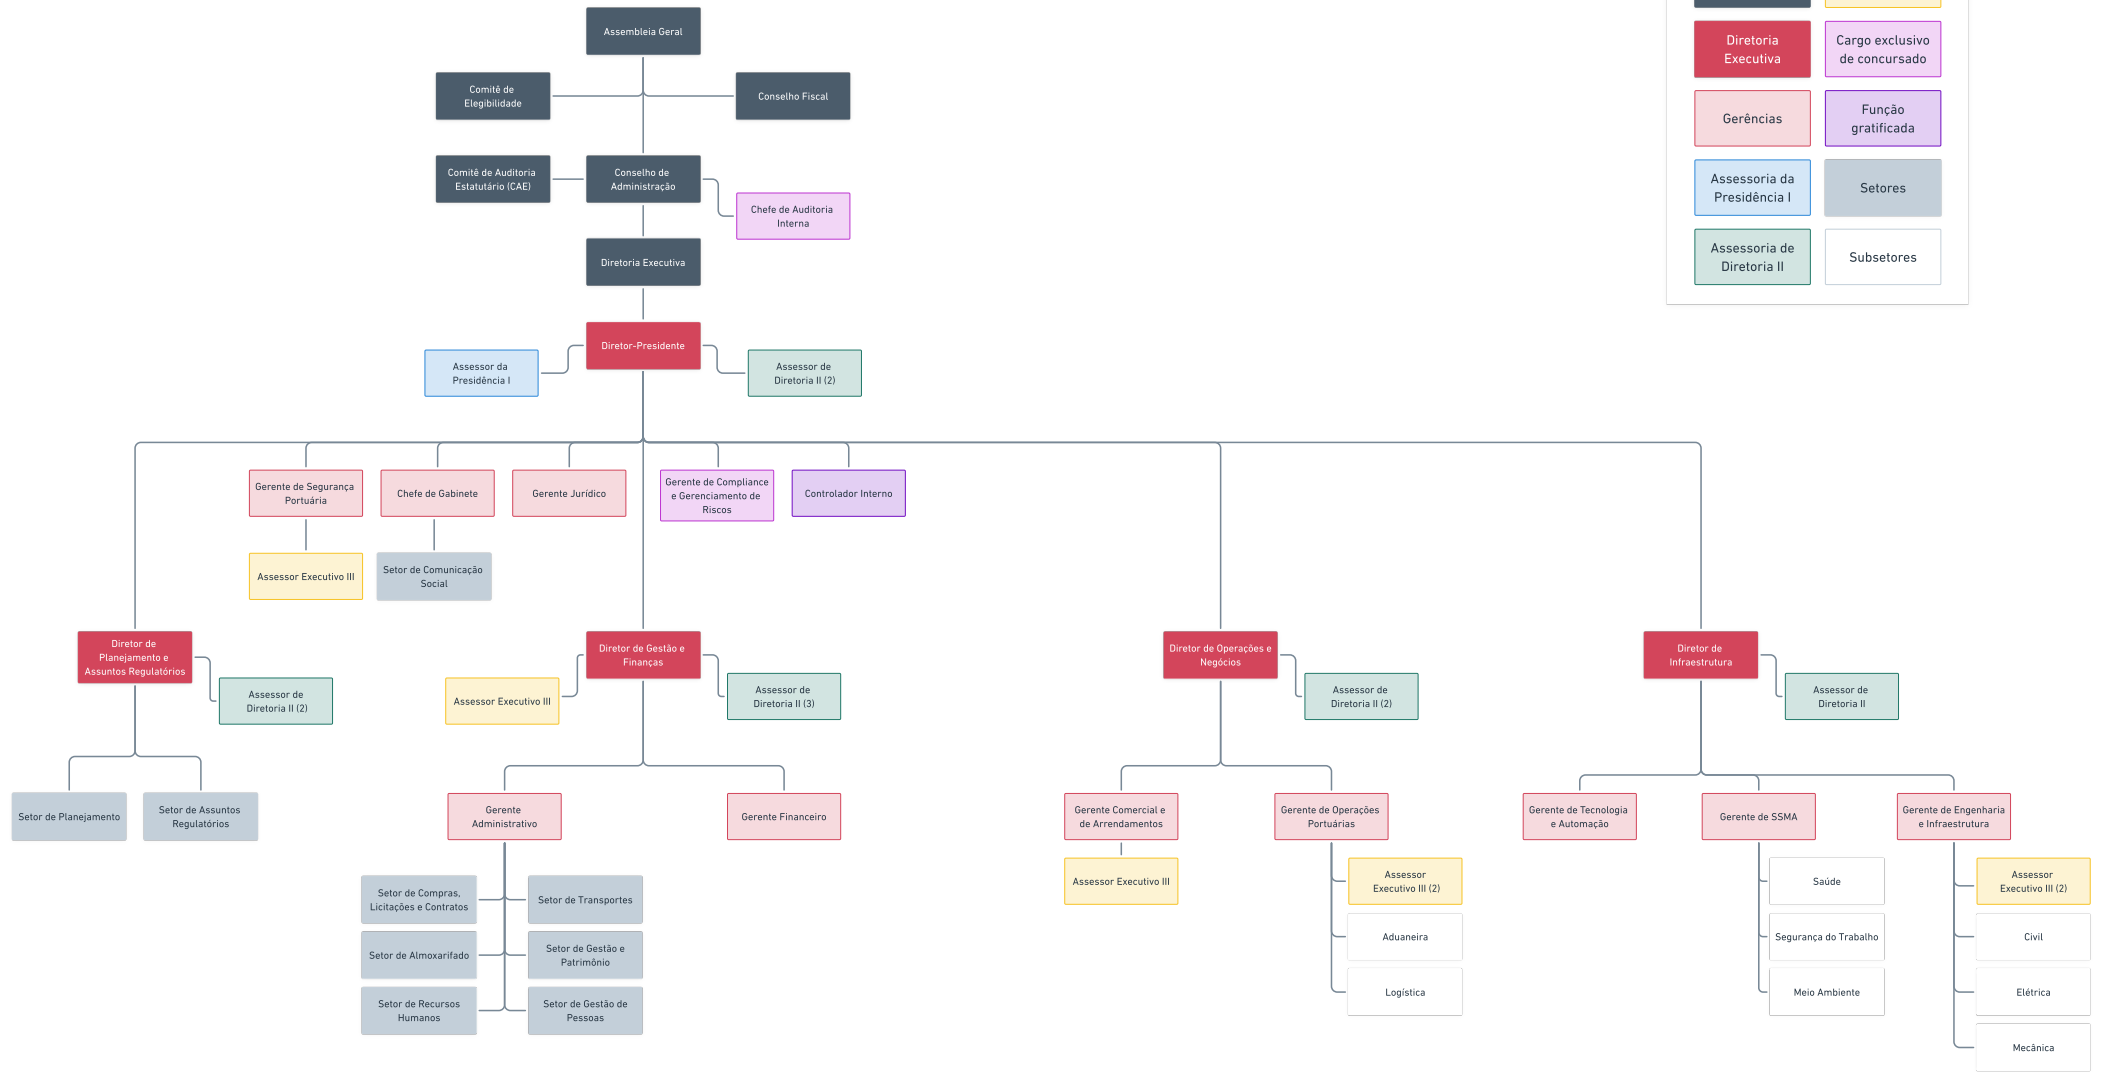 Assembleia Geral
Comitê de
Elegibilidade
Conselho Fiscal
Comitê de Auditoria
Estatutário (CAE)
Conselho de
Administração
Chefe de Auditoria
Interna
Diretoria Executiva
Diretor-Presidente
Assessor da
Presidência I
Assessor de
Diretoria II (2)
Diretoria
Executiva
Cargo exclusivo
de concursado
Gerências
Função
gratificada
Assessoria da
Presidência I
Setores
Assessoria de
Diretoria II
Subsetores
Gerente de Segurança
Portuária
Chefe de Gabinete
Gerente Jurídico
Gerente de Compliance
e Gerenciamento de
Riscos
Controlador Interno
Assessor Executivo III
Setor de Comunicação
Social
Diretor de
Planejamento e
Assuntos Regulatórios
Assessor de
Diretoria II (2)
Diretor de Gestão e
Finanças
Assessor Executivo III
Assessor de
Diretoria II (3)
Diretor de Operações e
Negócios
Assessor de
Diretoria II (2)
Diretor de
Infraestrutura
Assessor de
Diretoria II
Setor de Planejamento
Setor de Assuntos
Regulatórios
Gerente
Administrativo
Gerente Financeiro
Gerente Comercial e
de Arrendamentos
Gerente de Operações
Portuárias
Gerente de Tecnologia
e Automação
Gerente de SSMA
Gerente de Engenharia
e Infraestrutura
Setor de Compras,
Licitações e Contratos
Setor de Transportes
Setor de Almoxarifado
Setor de Gestão e
Patrimônio
Setor de Recursos
Humanos
Setor de Gestão de
Pessoas
Assessor Executivo III
Assessor
Executivo III (2)
Aduaneira
Logística
Saúde
Segurança do Trabalho
Meio Ambiente
Assessor
Executivo III (2)
Civil
Elétrica
Mecânica